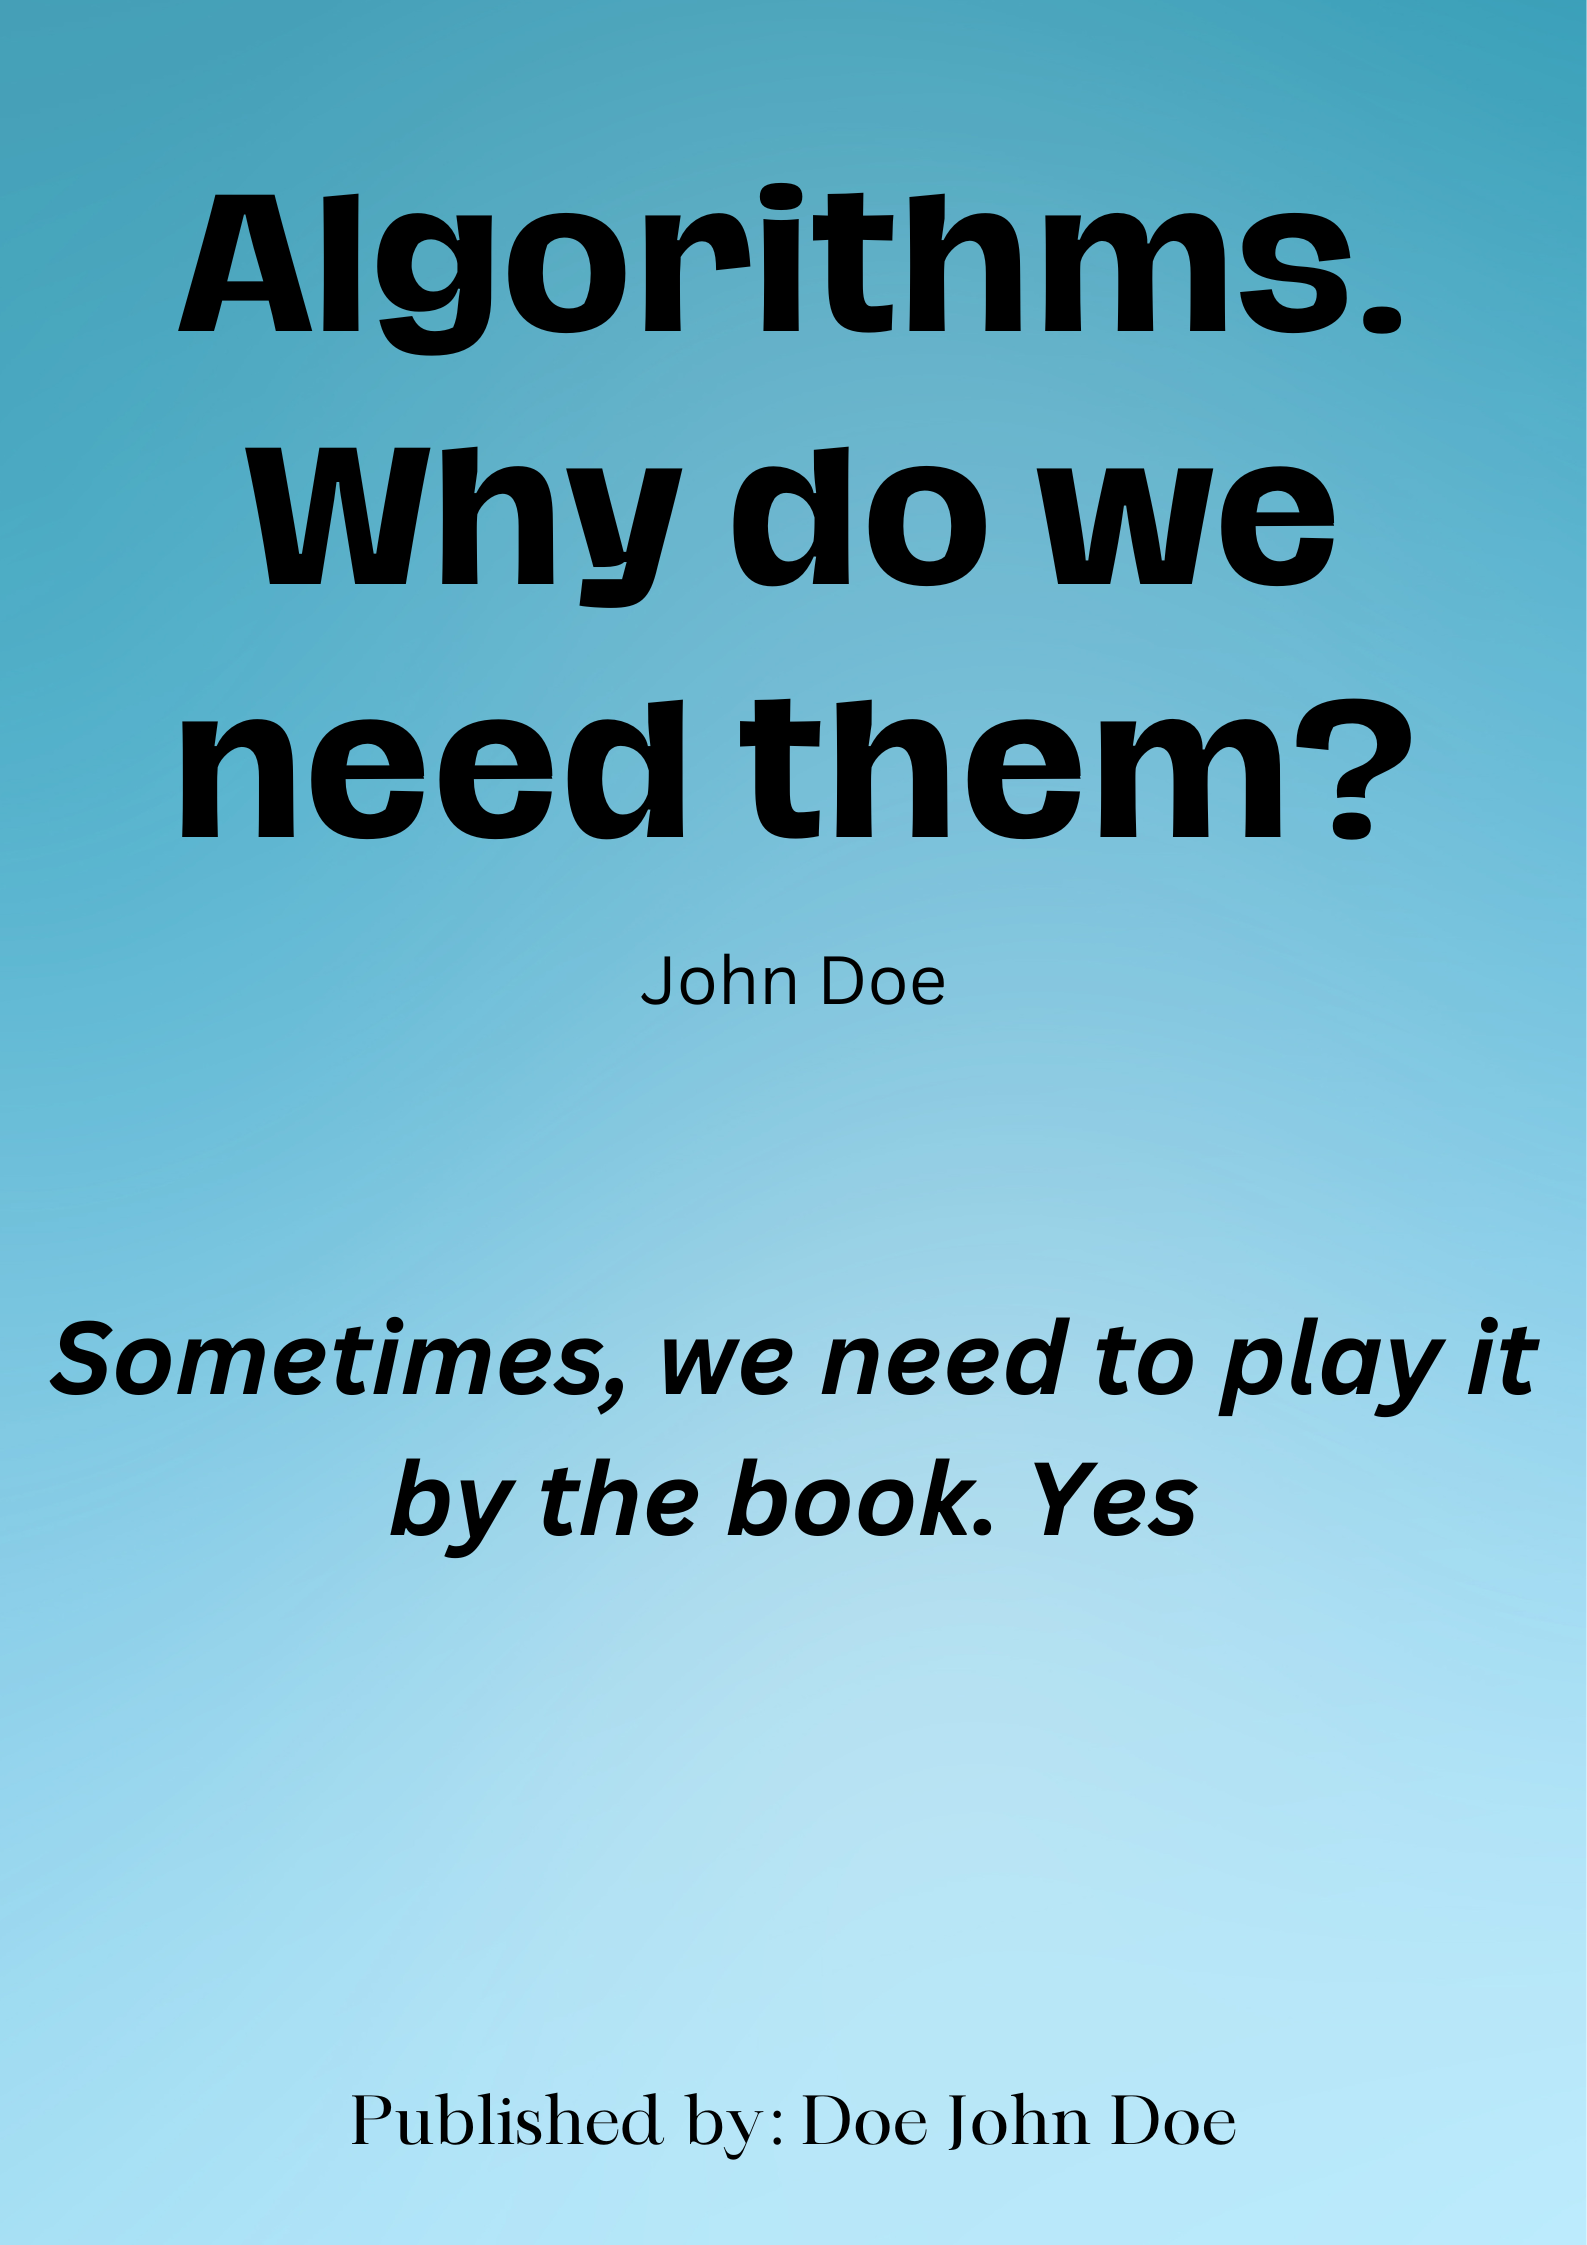 Algorithms.
Why do we
need them?
John Doe
Sometimes, we need to play it
by the book. Yes
Published by: Doe John Doe